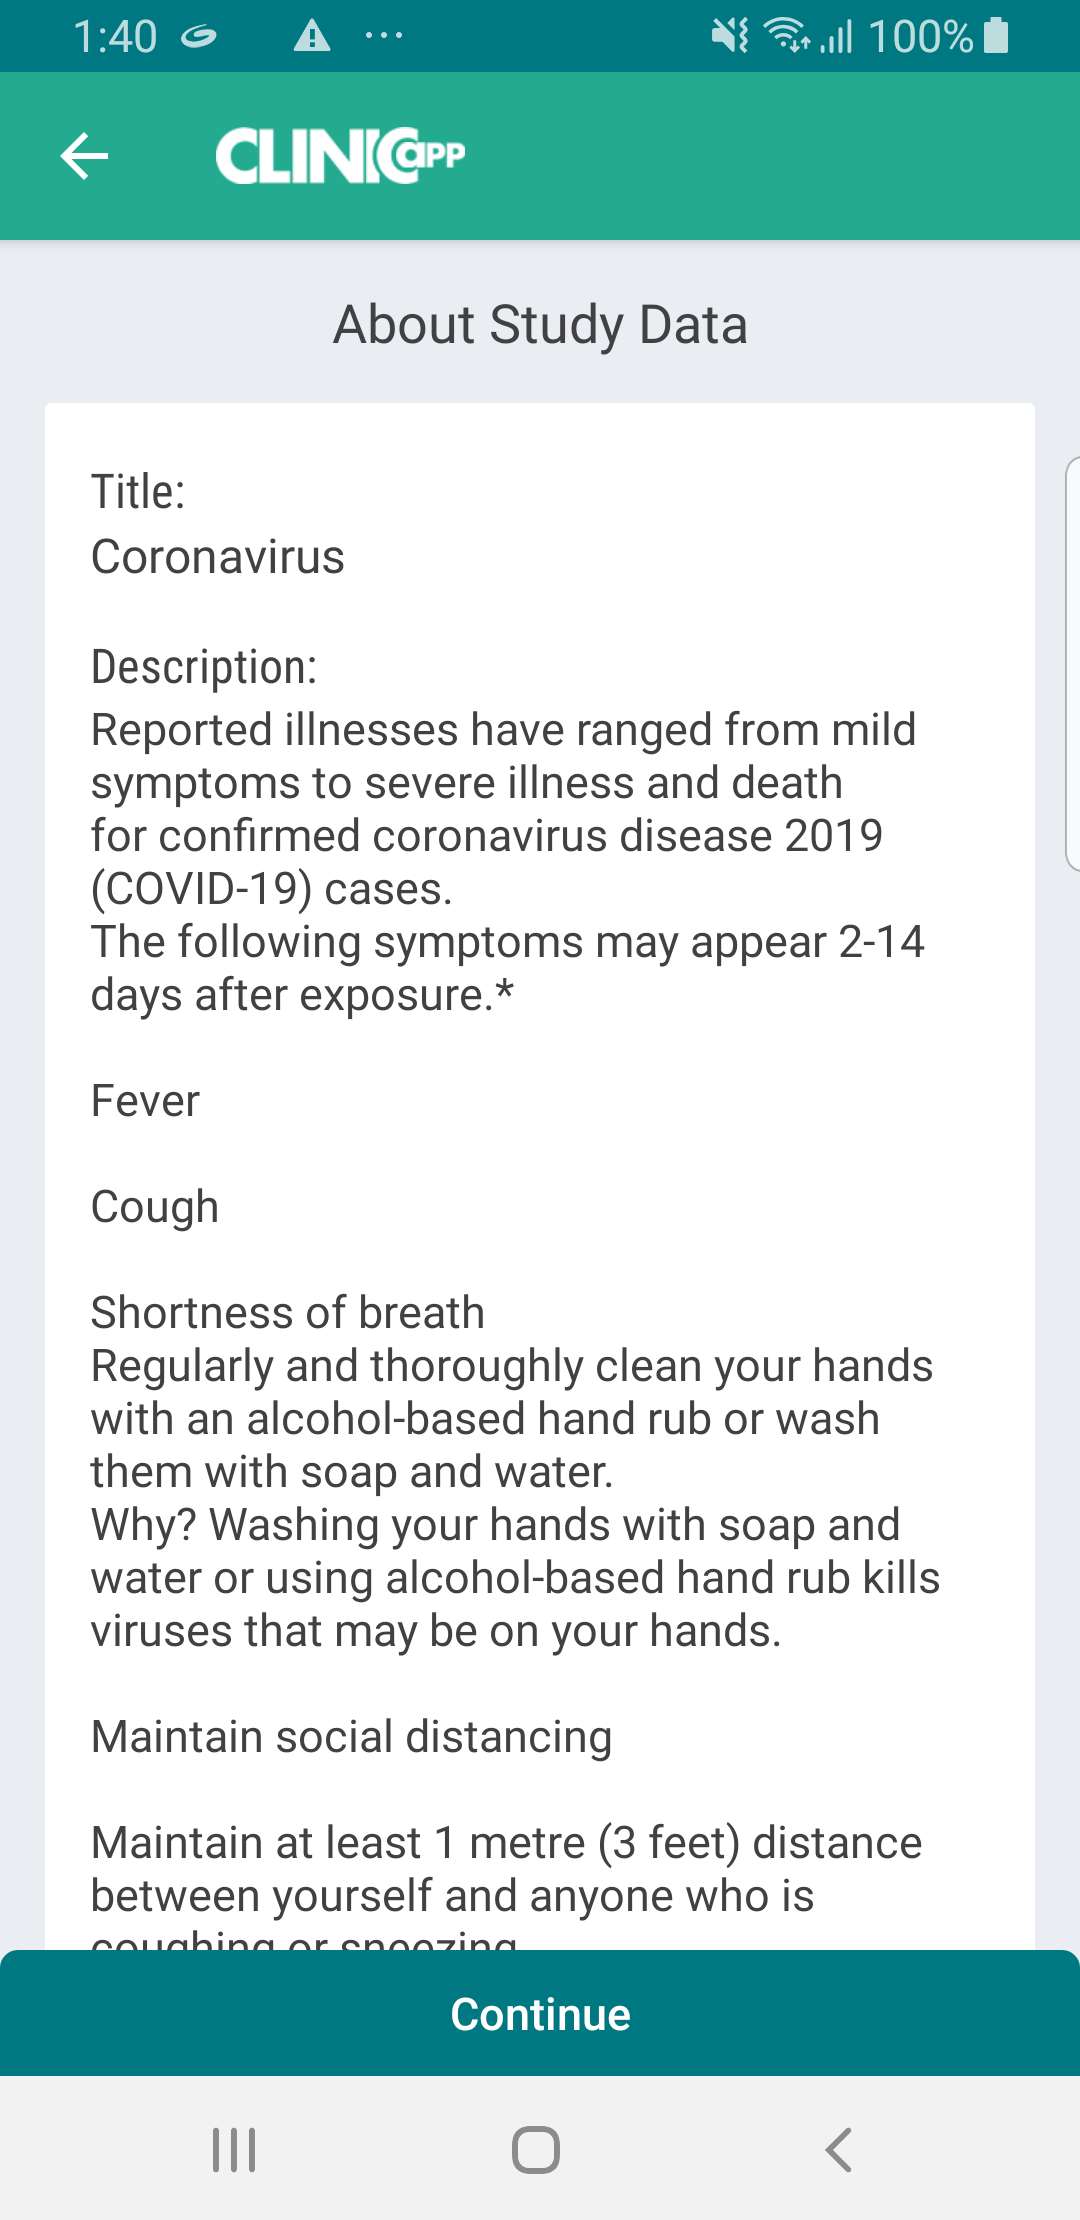 1:40
100%
CLINICapp
About Study Data
Title:
Coronavirus
Description:
Reported illnesses have ranged from mild
symptoms to severe illness and death
for confirmed coronavirus disease 2019
(COVID-19) cases.
The following symptoms may appear 2-14
days after exposure.*
Fever
Cough
Shortness of breath
Regularly and thoroughly clean your hands
with an alcohol-based hand rub or wash
them with soap and water.
Why? Washing your hands with soap and
water or using alcohol-based hand rub kills
viruses that may be on your hands.
Maintain social distancing
Maintain at least 1 metre (3 feet) distance
between yourself and anyone who is
coughing or sneezing
Continue